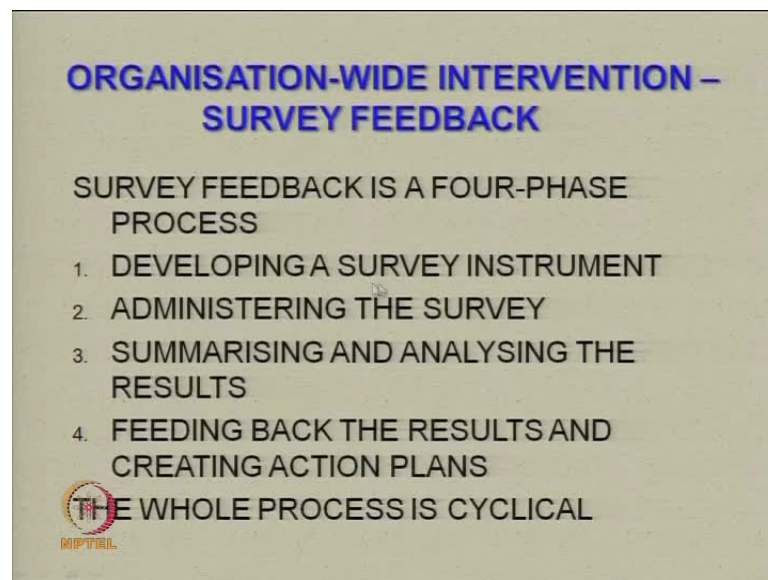 ORGANISATION-WIDE INTERVENTION –
SURVEY FEEDBACK
SURVEY FEEDBACK IS A FOUR-PHASE
PROCESS
1. DEVELOPING A SURVEY INSTRUMENT
2. ADMINISTERING THE SURVEY
3. SUMMARISING AND ANALYSING THE
RESULTS
4. FEEDING BACK THE RESULTS AND
CREATING ACTION PLANS
THE WHOLE PROCESS IS CYCLICAL
NPTEL